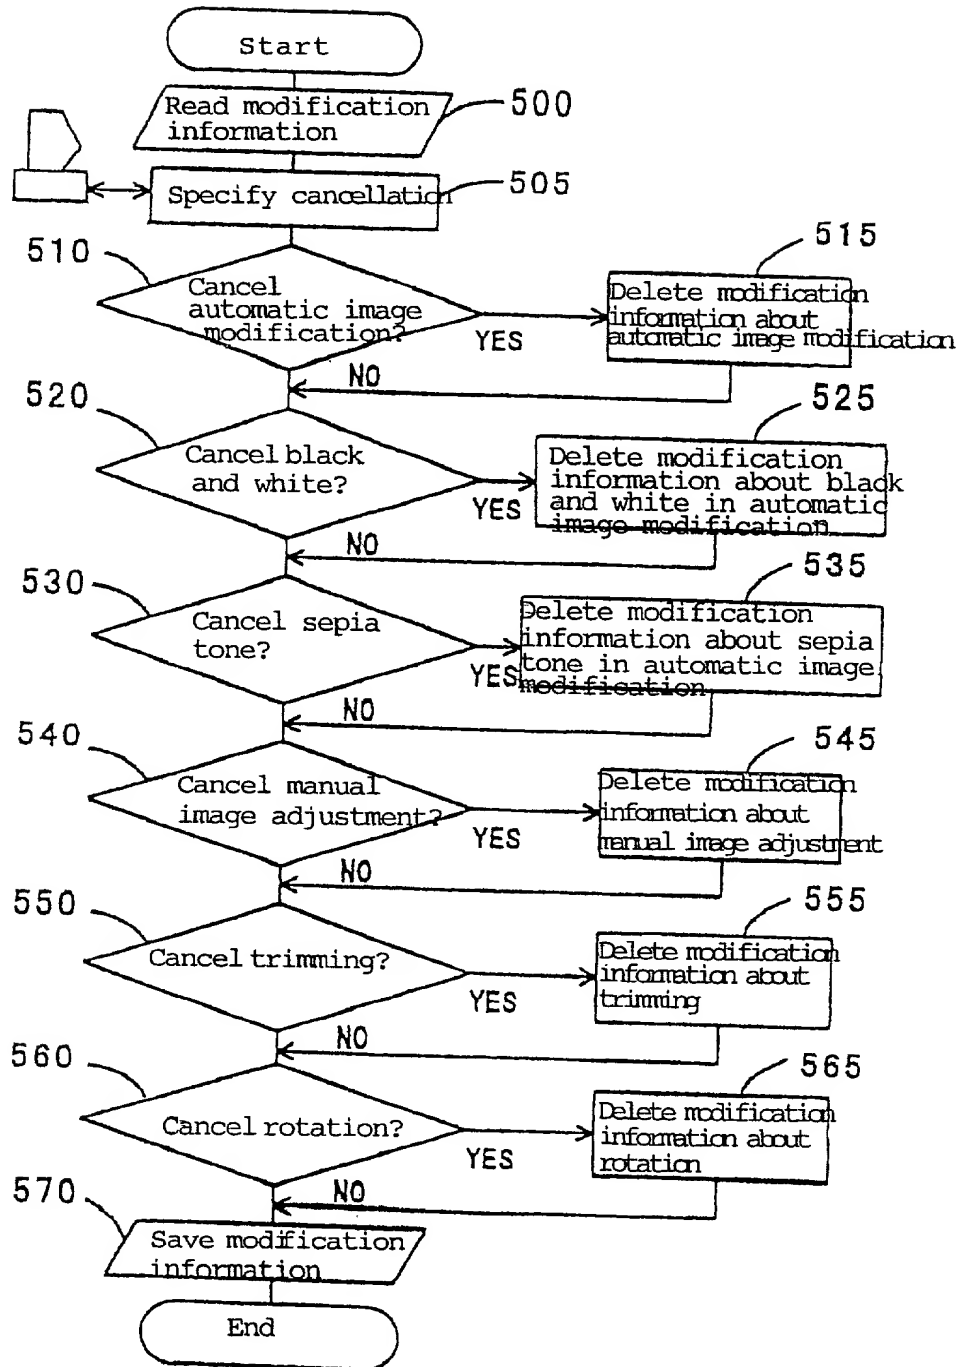 Start
Read modification
information
500
Specify cancellation
505
510
Cancel
automatic image
modification?
YES
NO
515
Delete modification
information about
automatic image modification
520
Cancel black
and white?
YES
NO
525
Delete modification
information about black
and white in automatic
image modification
530
Cancel sepia
tone?
YES
NO
535
Delete modification
information about sepia
tone in automatic image
modification
540
Cancel manual
image adjustment?
YES
NO
545
Delete modification
information about
manual image adjustment
550
Cancel trimming?
YES
NO
555
Delete modification
information about
trimming
560
Cancel rotation?
YES
NO
565
Delete modification
information about
rotation
570
Save modification
information
End